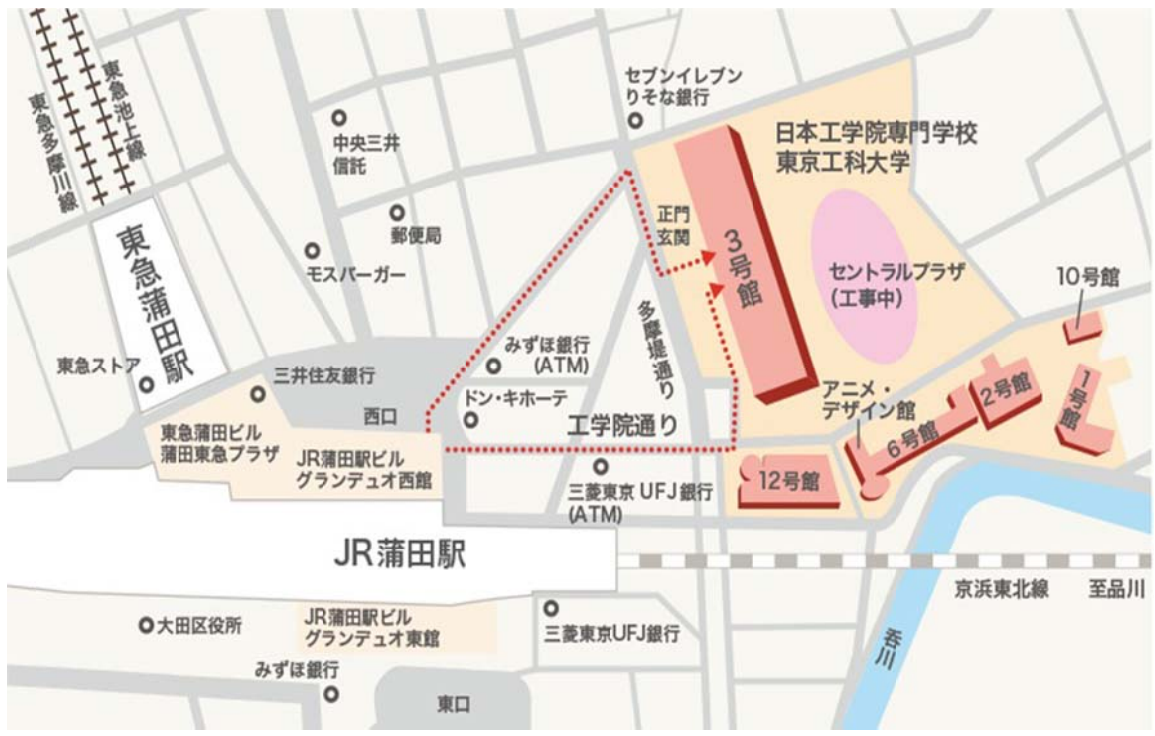 東急多摩川線
東急池上線
中央三井
信託
郵便局
モスバーガー
東急蒲田駅
東急ストア
三井住友銀行
西口
東急蒲田ビル
蒲田東急プラザ
JR蒲田駅ビル
グランデュオ西館
セブンイレブン
りそな銀行
日本工学院専門学校
東京工科大学
正門
玄関
3号館
セントラルプラザ
(工事中)
10号館
みずほ銀行
(ATM)
ドン・キホーテ
多摩堤通り
工学院通り
アニメ・
デザイン館
2号館
1号館
6号館
12号館
三菱東京UFJ銀行
(ATM)
JR蒲田駅
京浜東北線
至品川
呑川
大田区役所
JR蒲田駅ビル
グランデュオ東館
三菱東京UFJ銀行
みずほ銀行
東口